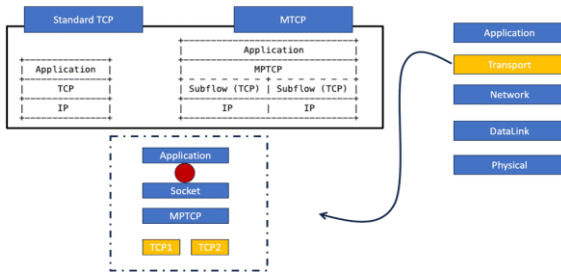 Standard TCP
MTCP
Application
TCP
IP
Application
MPTCP
Subflow (TCP) | Subflow (TCP)
IP | IP
Application
Socket
MPTCP
TCP1 TCP2
Application
Transport
Network
DataLink
Physical